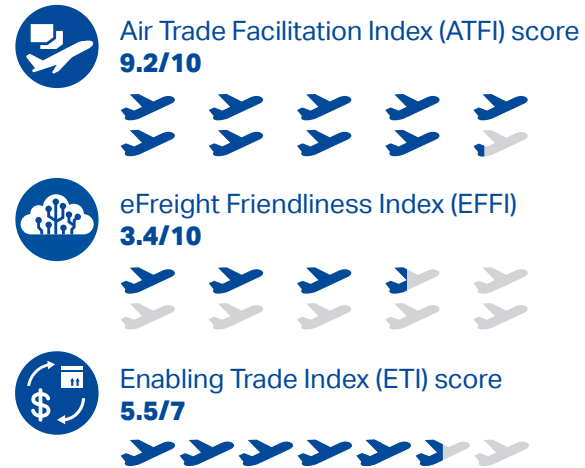 Air Trade Facilitation Index (ATFI) score
9.2/10
eFreight Friendliness Index (EFFI)
3.4/10
$
Enabling Trade Index (ETI) score
5.5/7